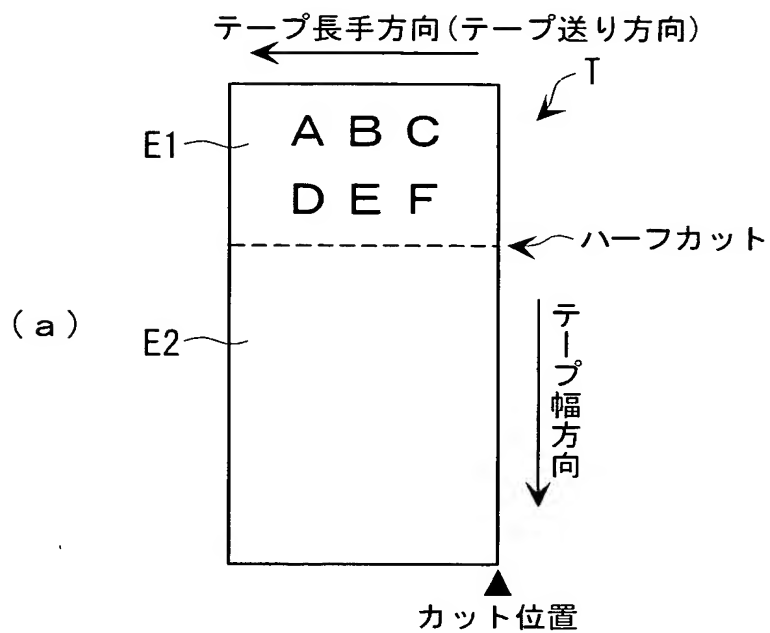 テープ長手方向(テープ送り方向)
T
E1
A B C
D E F
ハーフカット
(a)
E2
テープ幅方向
カット位置